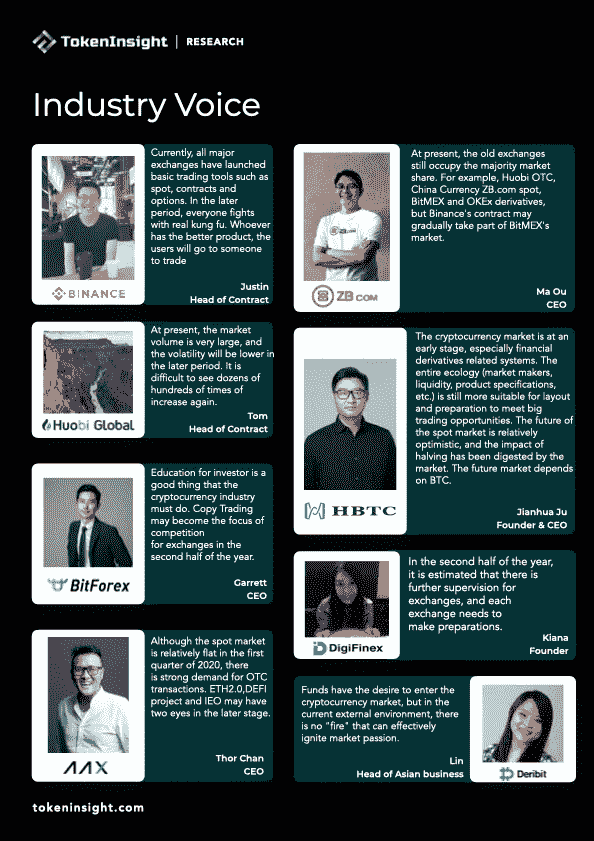 TokenInsight | RESEARCH
Industry Voice
Currently, all major
exchanges have launched
basic trading tools such as
spot, contracts and
options. In the later
period, everyone fights
with real kung fu. Whoever
has the better product, the
users will go to someone
to trade
Justin
Head of Contract
BINANCE
At present, the market
volume is very large, and
the volatility will be lower in
the later period. It is
difficult to see dozens of
hundreds of times of
increase again.
Tom
Head of Contract
Huobi Global
Education for investor is a
good thing that the
cryptocurrency industry
must do. Copy Trading
may become the focus of
competition
for exchanges in the
second half of the year.
Garrett
CEO
BitForex
Although the spot market
is relatively flat in the first
quarter of 2020, there
is strong demand for OTC
transactions. ETH2.0,DEFI
project and IEO may have
two eyes in the later stage.
Thor Chan
CEO
AAX
At present, the old exchanges
still occupy the majority market
share. For example, Huobi OTC,
China Currency ZB.com spot,
BitMEX and OKEx derivatives,
but Binance's contract may
gradually take part of BitMEX's
market.
Ma Ou
CEO
ZB.COM
The cryptocurrency market is at an
early stage, especially financial
derivatives related systems. The
entire ecology (market makers,
liquidity, product specifications,
etc.) is still more suitable for layout
and preparation to meet big
trading opportunities. The future of
the spot market is relatively
optimistic, and the impact of
halving has been digested by the
market. The future market depends
on BTC.
Jianhua Ju
Founder & CEO
HBTC
In the second half of the year,
it is estimated that there is
further supervision for
exchanges, and each
exchange needs to
make preparations.
Kiana
Founder
DigiFinex
Funds have the desire to enter the
cryptocurrency market, but in the
current external environment, there
is no "fire" that can effectively
ignite market passion.
Lin
Head of Asian business
Deribit
tokeninsight.com